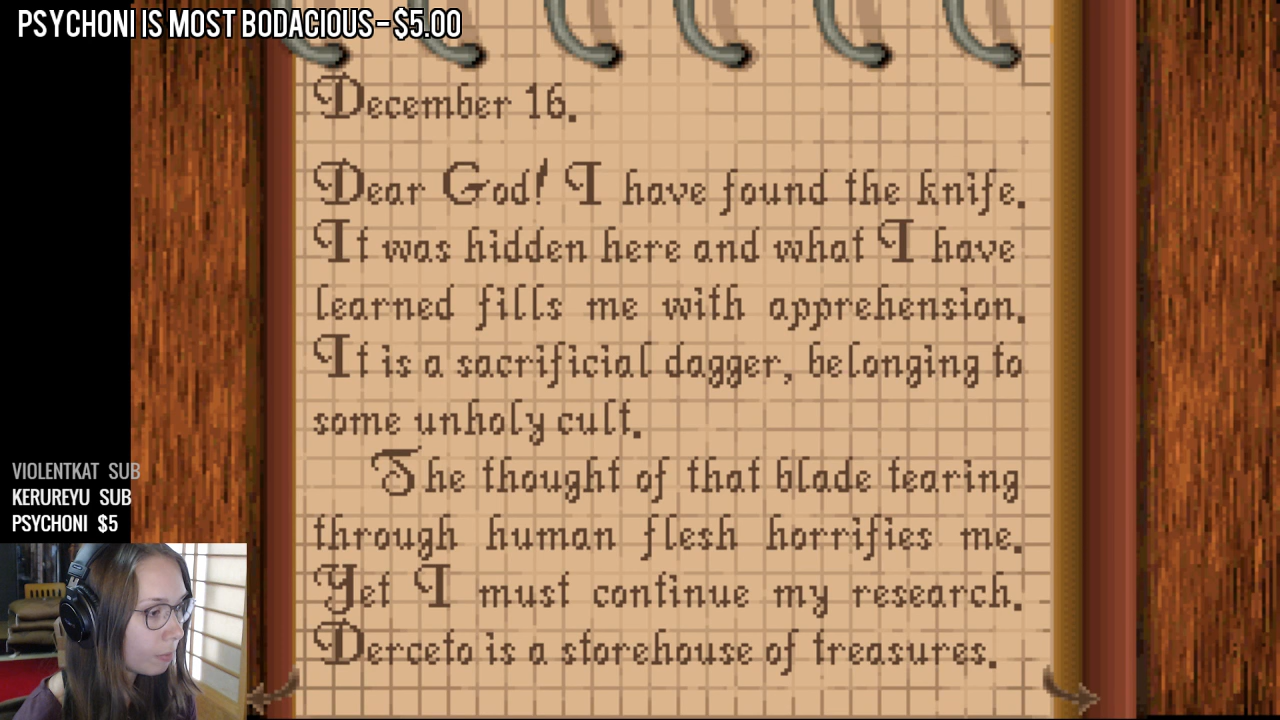 PSYCHONI IS MOST BODACIOUS - $5.00
December 16.
Dear God! I have found the knife.
It was hidden here and what I have
learned fills me with apprehension.
It is a sacrificial dagger, belonging to
some unholy cult.
The thought of that blade tearing
through human flesh horrifies me.
Yet I must continue my research.
Derceto is a storehouse of treasures.
VIOLENTKAT SUB
KERUREYU SUB
PSYCHONI $5